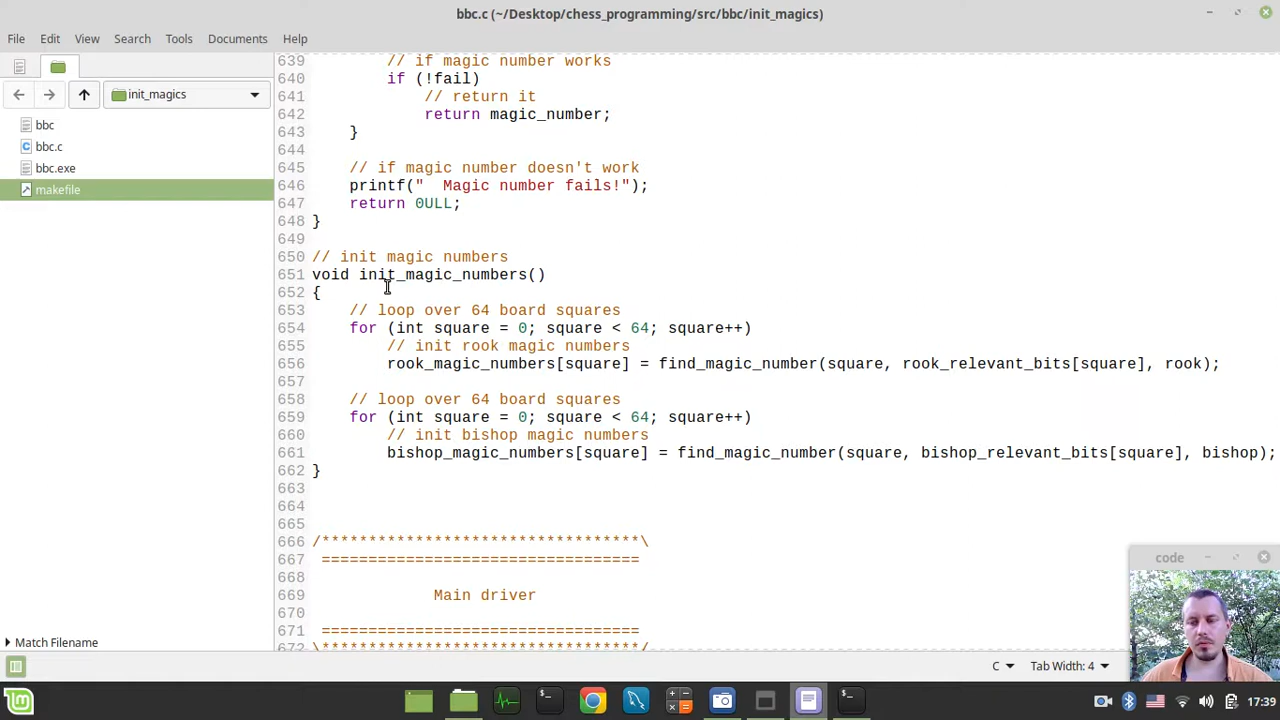 bbc.c (~/Desktop/chess_programming/src/bbc/init_magics)
File Edit View Search Tools Documents Help
init_magics
bbc
bbc.c
bbc.exe
makefile
Match Filename
639 // if magic number works
640 if (!fail)
641 // return it
642 return magic_number;
643 }
644
645 // if magic number doesn't work
646 printf("  Magic number fails!");
647 return 0ULL;
648 }
649
650 // init magic numbers
651 void init_magic_numbers()
652 {
653 // loop over 64 board squares
654 for (int square = 0; square < 64; square++)
655 // init rook magic numbers
656 rook_magic_numbers[square] = find_magic_number(square, rook_relevant_bits[square], rook);
657
658 // loop over 64 board squares
659 for (int square = 0; square < 64; square++)
660 // init bishop magic numbers
661 bishop_magic_numbers[square] = find_magic_number(square, bishop_relevant_bits[square], bishop);
662 }
663
664
665
666 /**********************************\
667 ==================================
668
669 Main driver
670
671 ==================================
672 \**********************************/
code
C Tab Width: 4
17:39